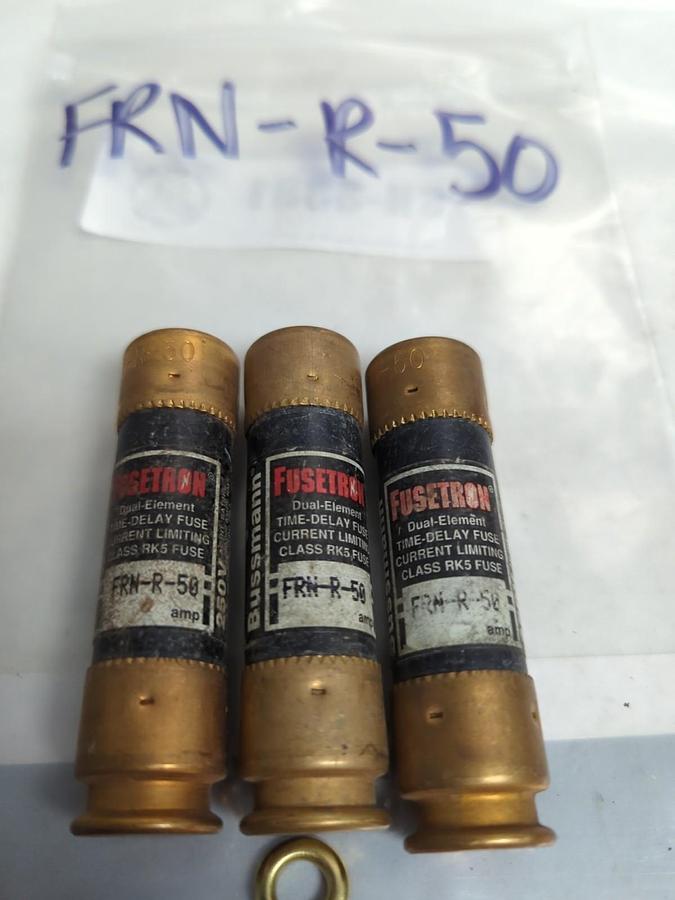 FRN-R-50
-50
FUSETRON
Dual-Element
TIME-DELAY FUSE
CURRENT LIMITING
CLASS RK5 FUSE
FRN-R-50
amp
250V
Bussmann
FUSETRON
Dual-Element
TIME-DELAY FUSE
CURRENT LIMITING
CLASS RK5 FUSE
FRN-R-50
amp
Bussmann
FUSETRON®
Dual-Element
TIME-DELAY FUSE
CURRENT LIMITING
CLASS RK5 FUSE
FRN-R-50
amp